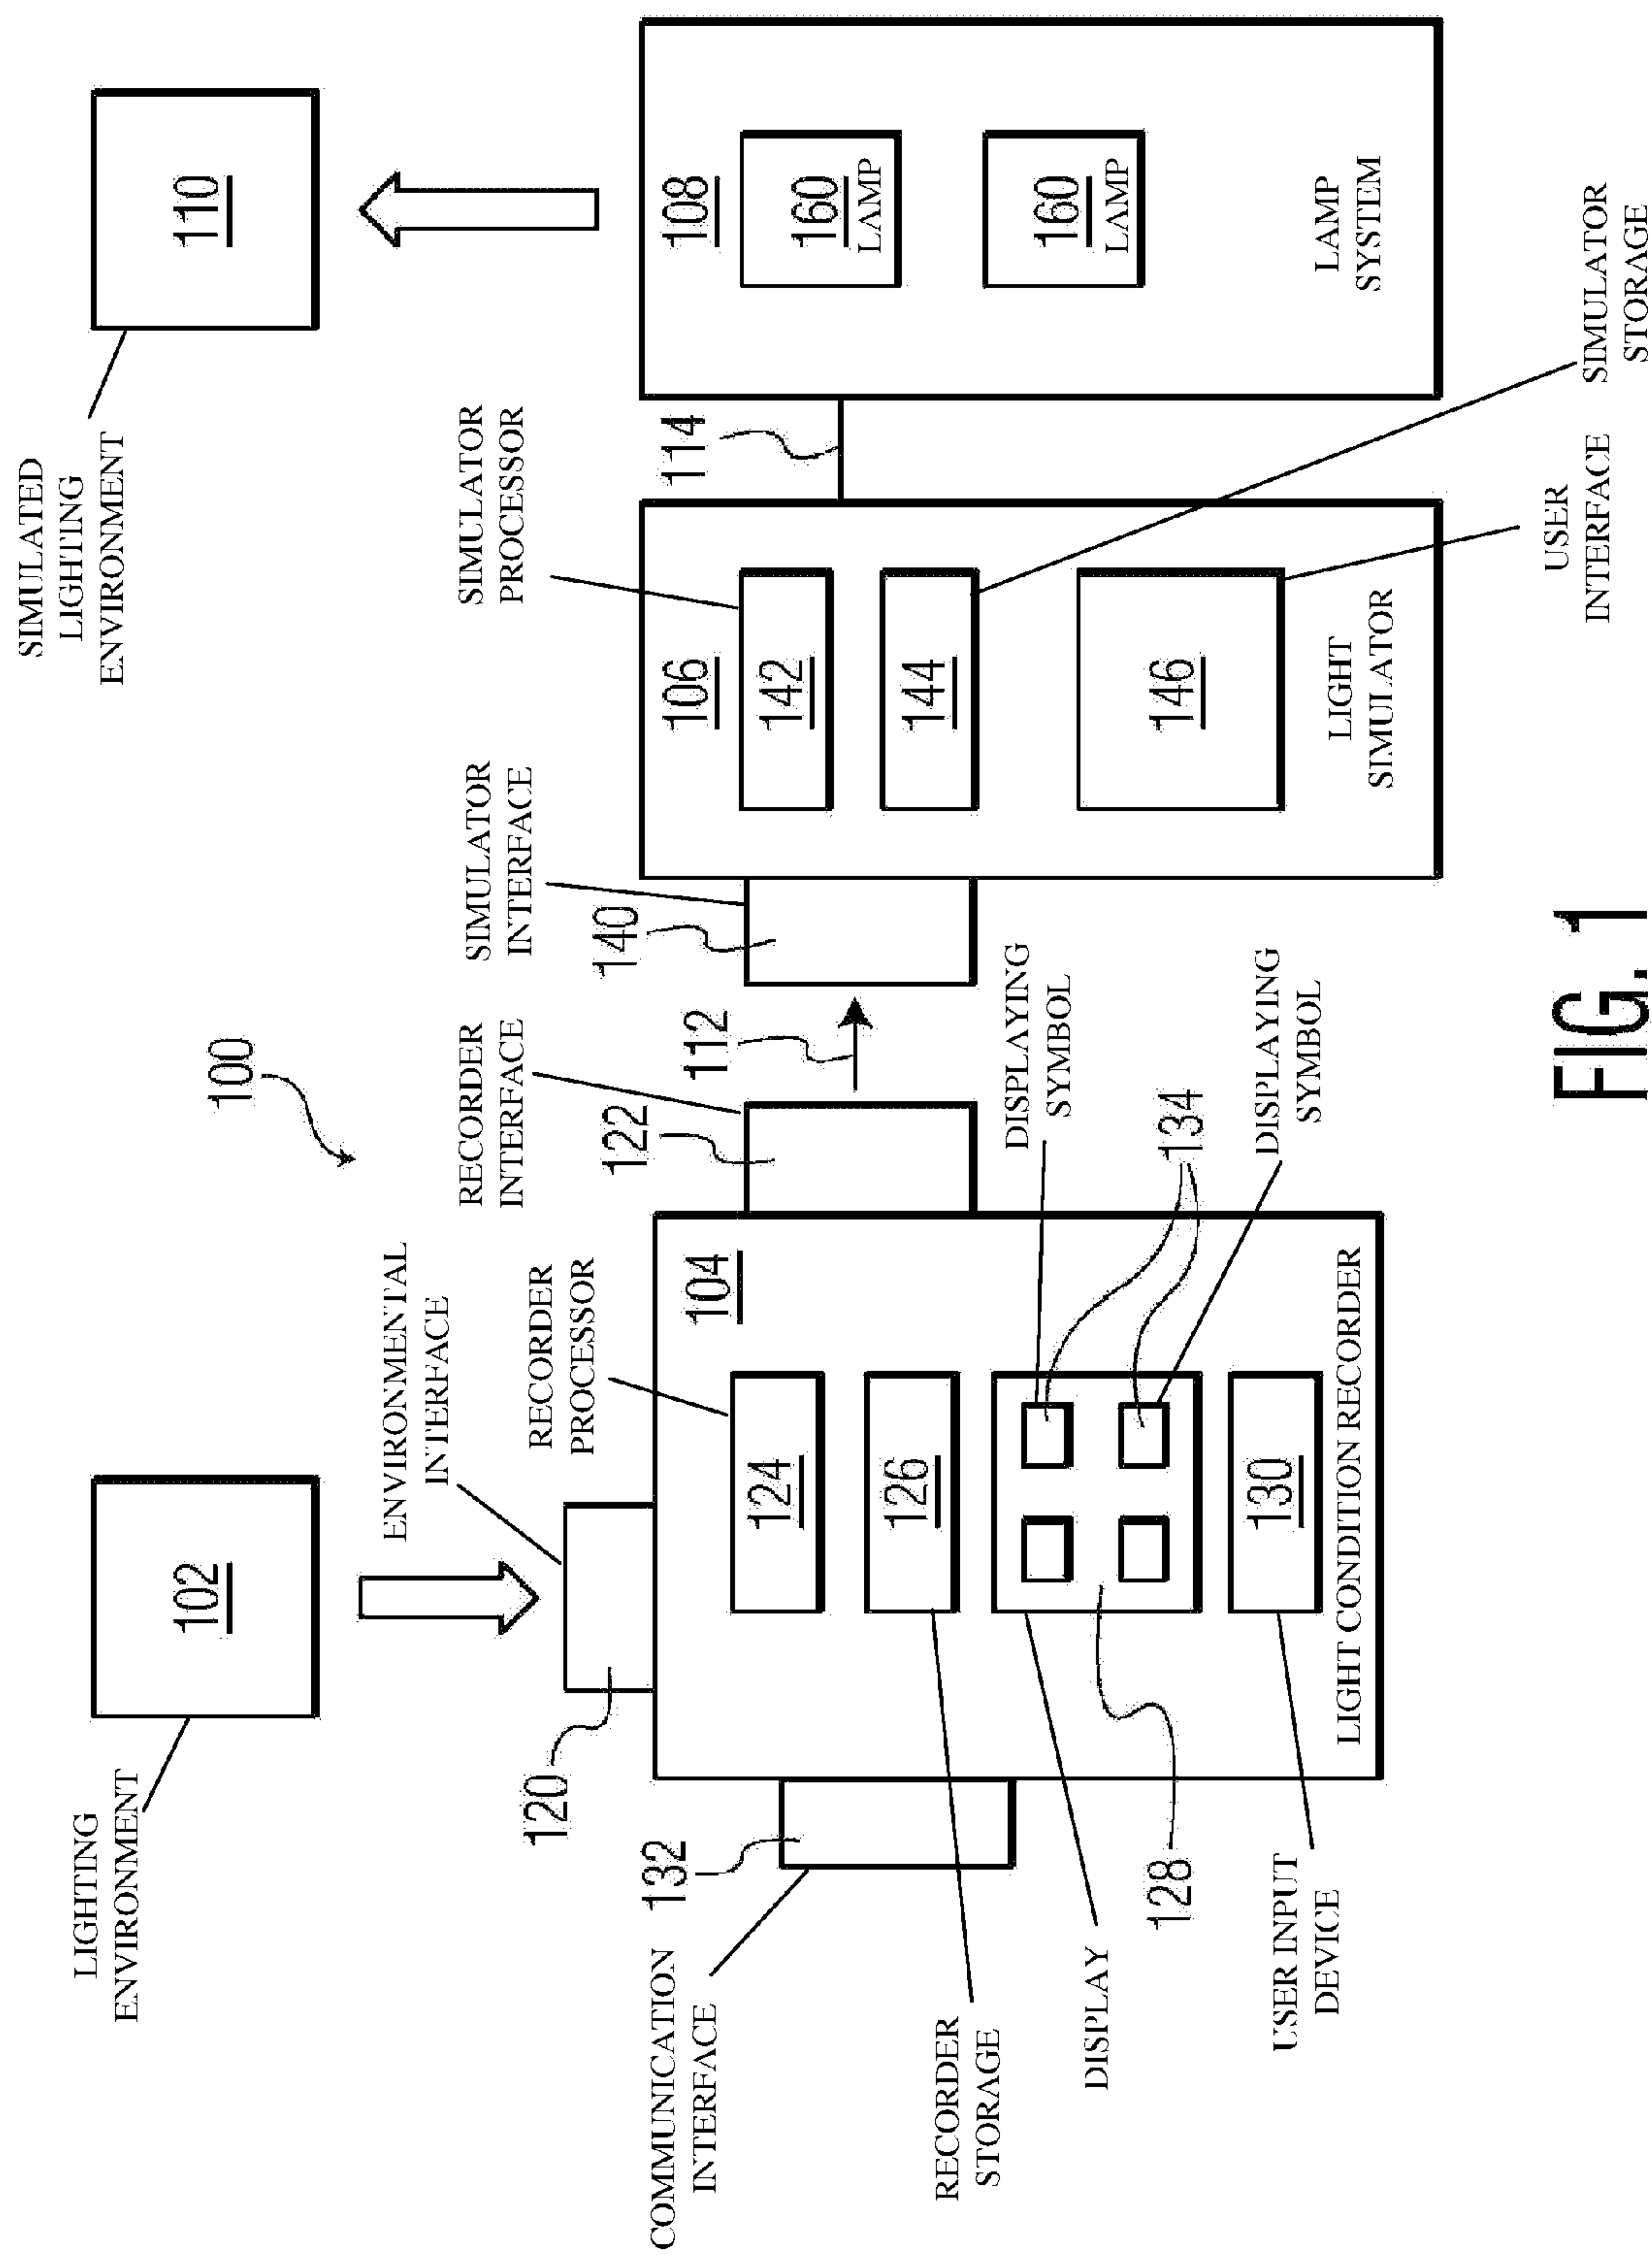 LIGHTING
ENVIRONMENT
102
SIMULATED
LIGHTING
ENVIRONMENT
110
100
ENVIRONMENTAL
INTERFACE
120
RECORDER
PROCESSOR
RECORDER
INTERFACE
122
112
SIMULATOR
INTERFACE
140
SIMULATOR
PROCESSOR
114
COMMUNICATION
INTERFACE
132
104
124
126
130
LIGHT CONDITION RECORDER
106
142
144
146
LIGHT
SIMULATOR
108
160
LAMP
160
LAMP
LAMP
SYSTEM
RECORDER
STORAGE
DISPLAY
128
USER INPUT
DEVICE
DISPLAYING
SYMBOL
134
DISPLAYING
SYMBOL
USER
INTERFACE
SIMULATOR
STORAGE
FIG. 1